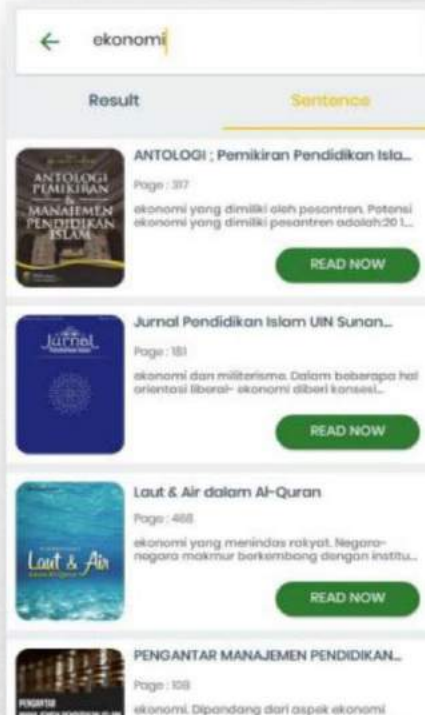 ekonomi
Result
Sentence
ANTOLOGI
PEMIKIRAN
&
MANAJEMEN
PENDIDIKAN
ISLAM
ANTOLOGI ; Pemikiran Pendidikan Isla...
Page : 317
ekonomi yang dimiliki oleh pesantren. Potensi
ekonomi yang dimiliki pesantren adalah:20 1....
READ NOW
Jurnal
Pendidikan Islam
Jurnal Pendidikan Islam UIN Sunan...
Page : 181
ekonomi dan militerisme. Dalam beberapa hal
orientasi liberal- ekonomi diberi konsesi...
READ NOW
Laut & Air
Laut & Air dalam Al-Quran
Page : 468
ekonomi yang menindas rakyat. Negara-
negara makmur berkembang dengan institu...
READ NOW
PENGANTAR
PENGANTAR MANAJEMEN PENDIDIKAN...
Page : 108
ekonomi. Dipandang dari aspek ekonomi